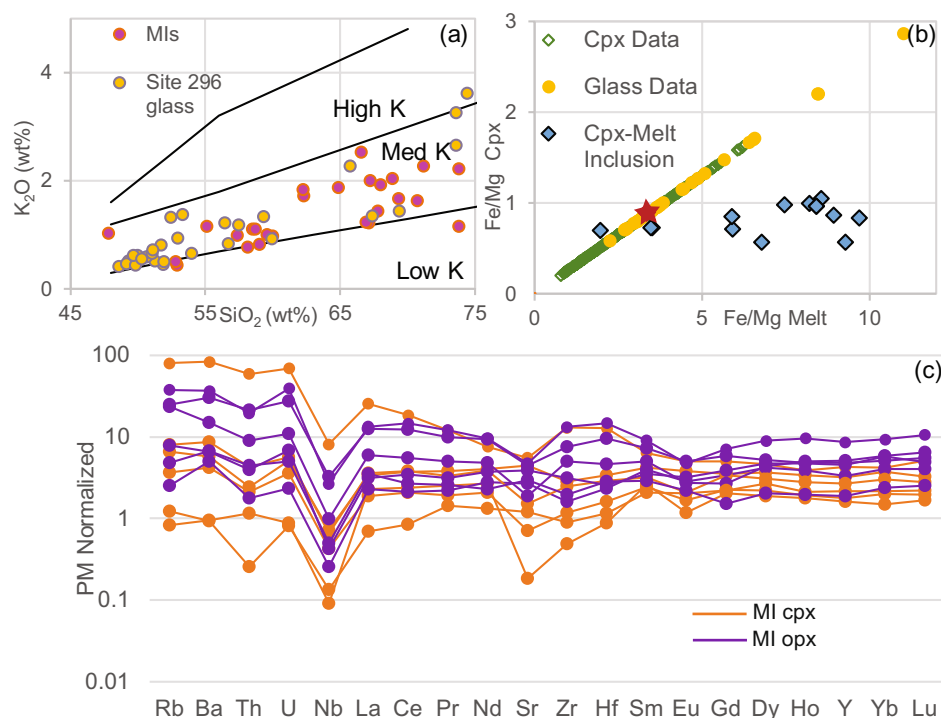 (a)
MIs
Site 296
glass
High K
Med K
Low K
K₂O (wt%)
4
2
0
45
55
65
75
SiO₂ (wt%)
(b)
Cpx Data
Glass Data
Cpx-Melt
Inclusion
Fe/Mg Cpx
3
2
1
0
0
5
10
Fe/Mg Melt
(c)
PM Normalized
100
10
1
0.1
0.01
MI cpx
MI opx
Rb Ba Th U Nb La Ce Pr Nd Sr Zr Hf Sm Eu Gd Dy Ho Y Yb Lu